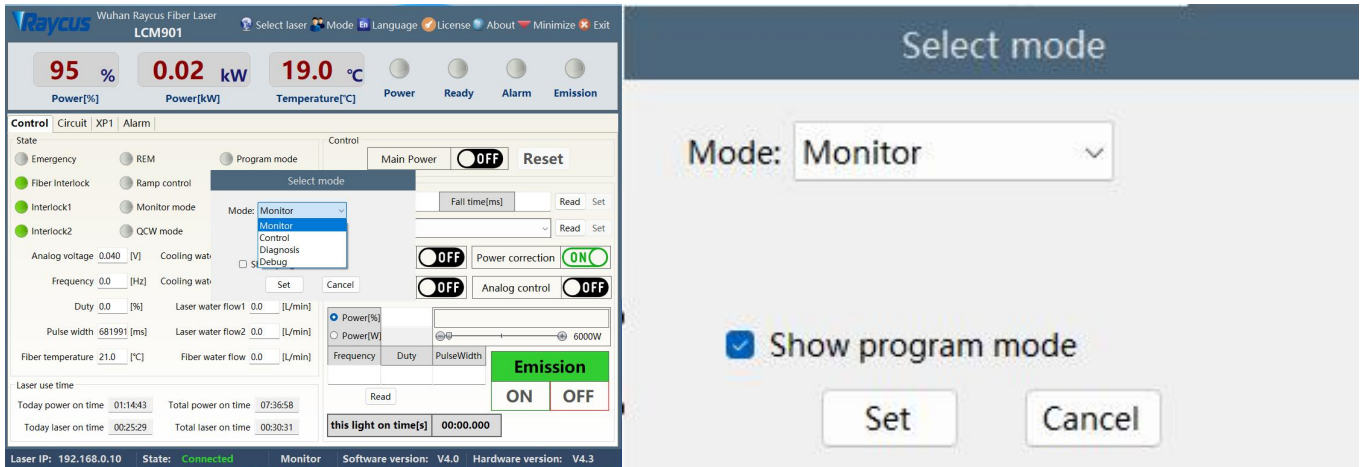 Raycus Wuhan Raycus Fiber Laser
LCM901
Select laser Mode En Language License About Minimize Exit
95 % 0.02 kW 19.0 ℃
Power[%] Power[kW] Temperature[℃] Power Ready Alarm Emission
Control Circuit XP1 Alarm
State
Emergency REM Program mode
Fiber Interlock Ramp control
Interlock1 Monitor mode
Interlock2 QCW mode
Analog voltage 0.040 [V] Cooling wat
Frequency 0.0 [Hz] Cooling wat
Duty 0.0 [%] Laser water flow1 0.0 [L/min]
Pulse width 681991 [ms] Laser water flow2 0.0 [L/min]
Fiber temperature 21.0 [℃] Fiber water flow 0.0 [L/min]
Laser use time
Today power on time 01:14:43 Total power on time 07:36:58
Today laser on time 00:25:29 Total laser on time 00:30:31
Select mode
Mode: Monitor
Monitor
Control
Diagnosis
Debug
Set Cancel
Control
Main Power OFF Reset
Fall time[ms] Read Set
Read Set
OFF Power correction ON
OFF Analog control OFF
Power[%]
Power[W] 6000W
Frequency Duty PulseWidth
Read
Emission
ON OFF
this light on time[s] 00:00.000
Laser IP: 192.168.0.10 State: Connected Monitor Software version: V4.0 Hardware version: V4.3
Select mode
Mode: Monitor
Show program mode
Set Cancel